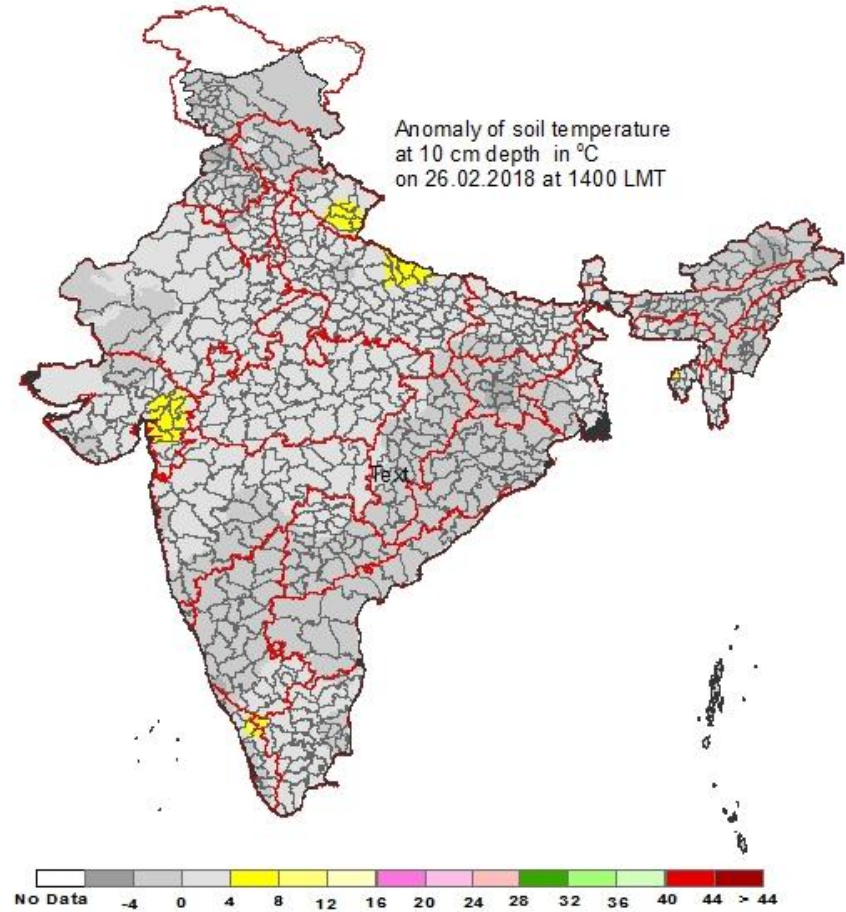 Anomaly of soil temperature
at 10 cm depth in ⁰C
on 26.02.2018 at 1400 LMT
Text
No Data -4 0 4 8 12 16 20 24 28 32 36 40 44 > 44